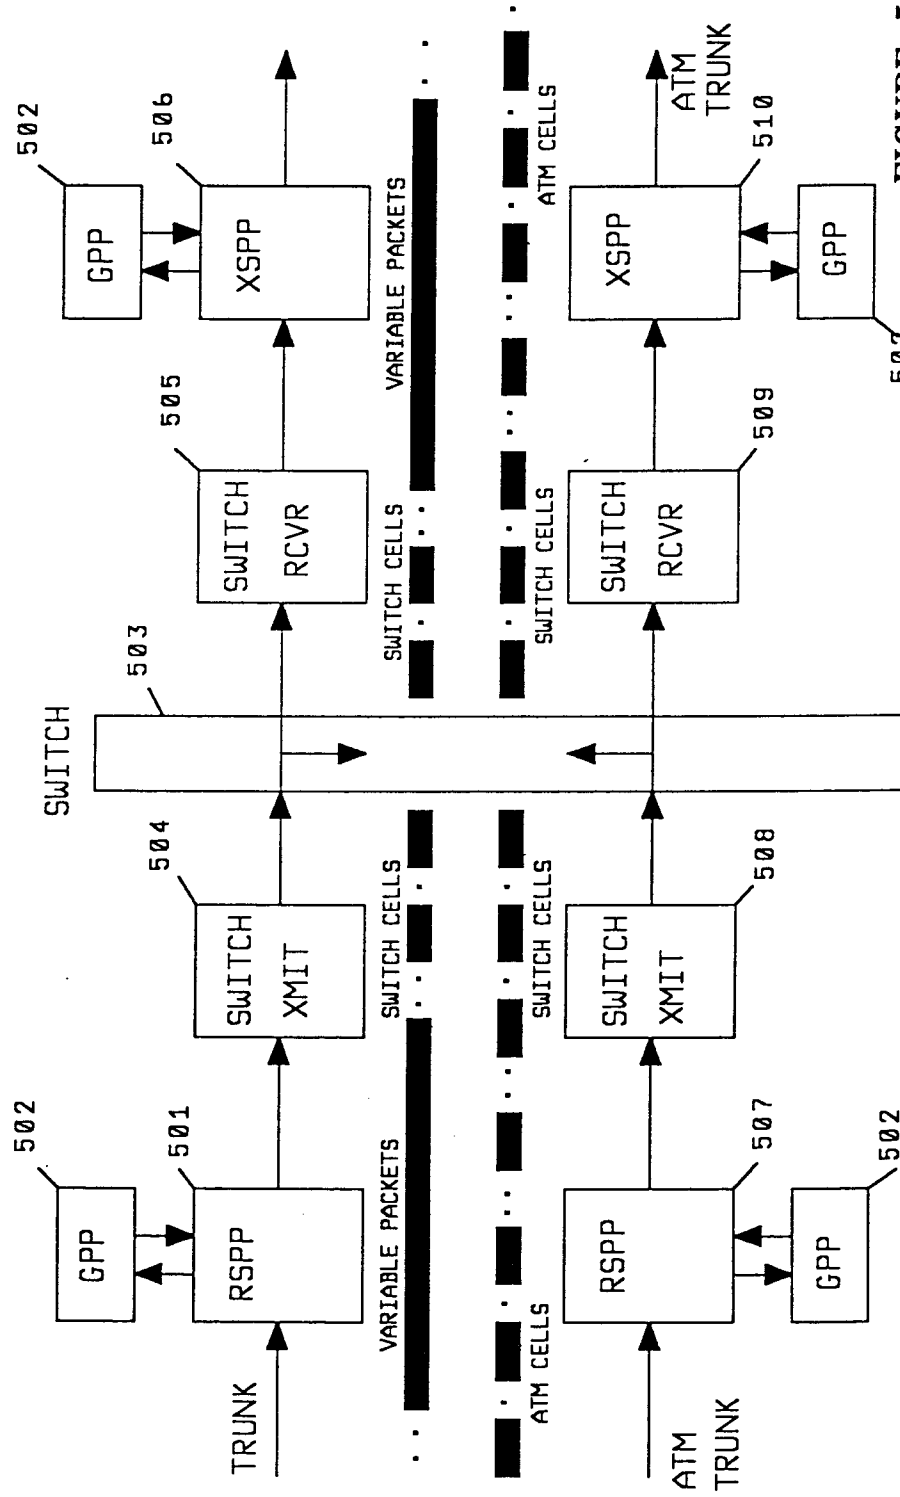 SWITCH
503
502
GPP
501
RSPP
TRUNK
504
SWITCH
XMIT
505
SWITCH
RCVR
502
GPP
506
XSPP
VARIABLE PACKETS
SWITCH CELLS
SWITCH CELLS
VARIABLE PACKETS
ATM CELLS
SWITCH CELLS
SWITCH CELLS
ATM CELLS
ATM
TRUNK
RSPP
507
GPP
502
SWITCH
XMIT
508
SWITCH
RCVR
509
XSPP
510
GPP
ATM
TRUNK